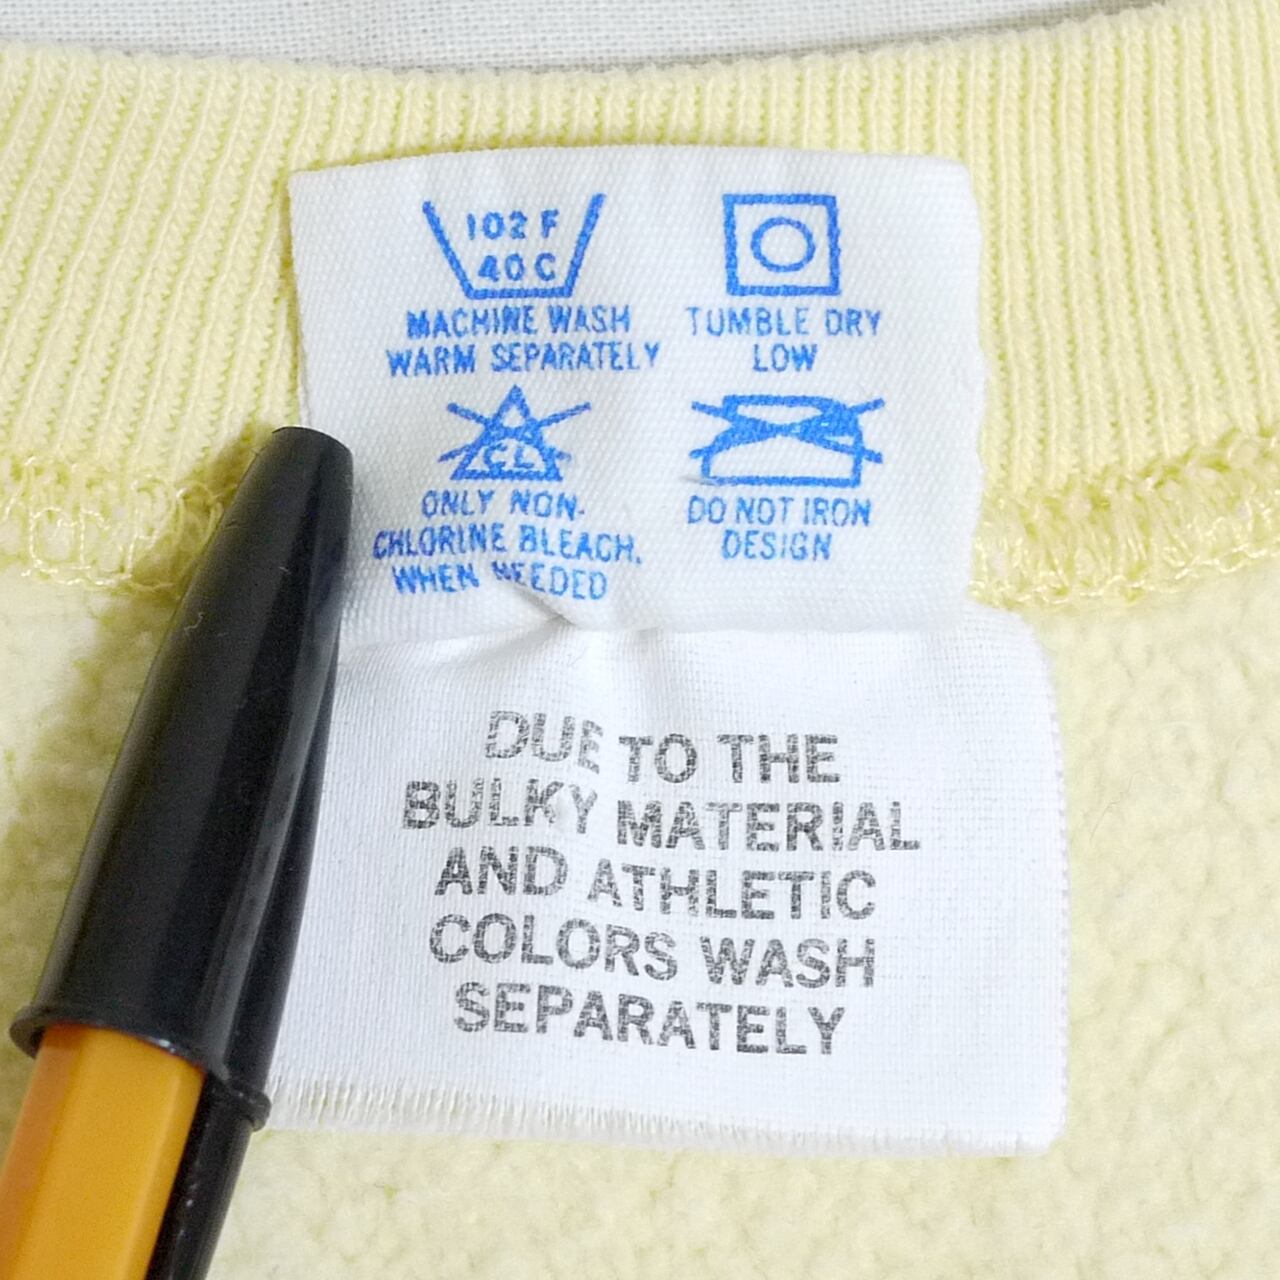 102 F
40 C
MACHINE WASH
WARM SEPARATELY
TUMBLE DRY
LOW
CL
ONLY NON-
CHLORINE BLEACH.
WHEN NEEDED
DO NOT IRON
DESIGN
DUE TO THE
BULKY MATERIAL
AND ATHLETIC
COLORS WASH
SEPARATELY